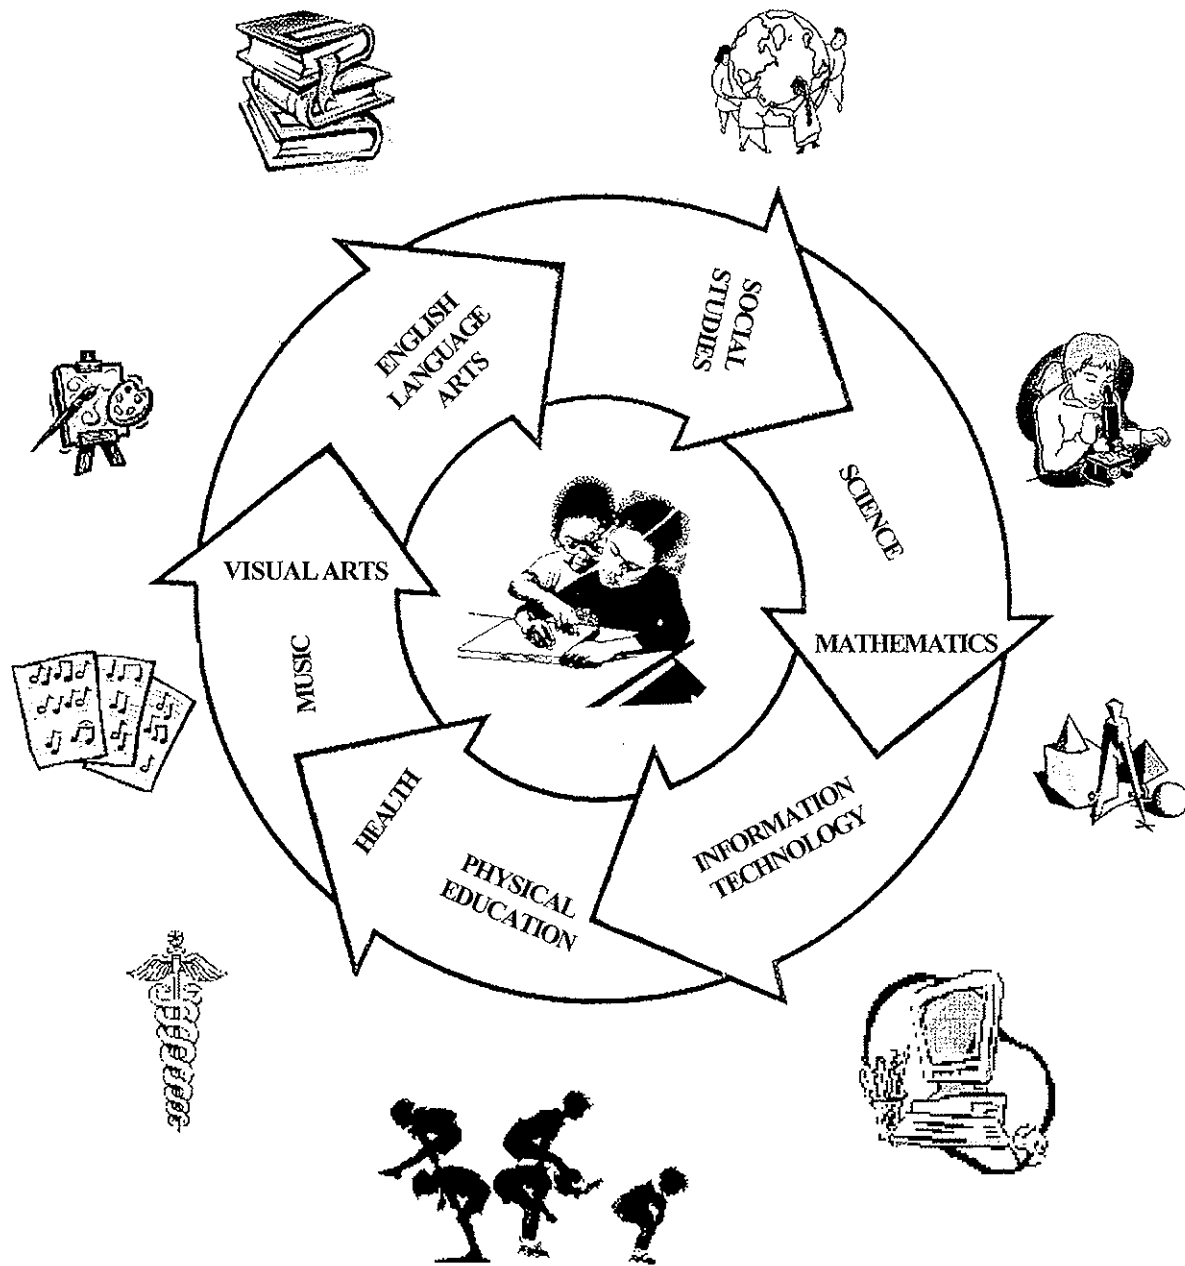 ENGLISH
LANGUAGE
ARTS
SOCIAL
STUDIES
SCIENCE
MATHEMATICS
INFORMATION
TECHNOLOGY
PHYSICAL
EDUCATION
HEALTH
MUSIC
VISUAL ARTS